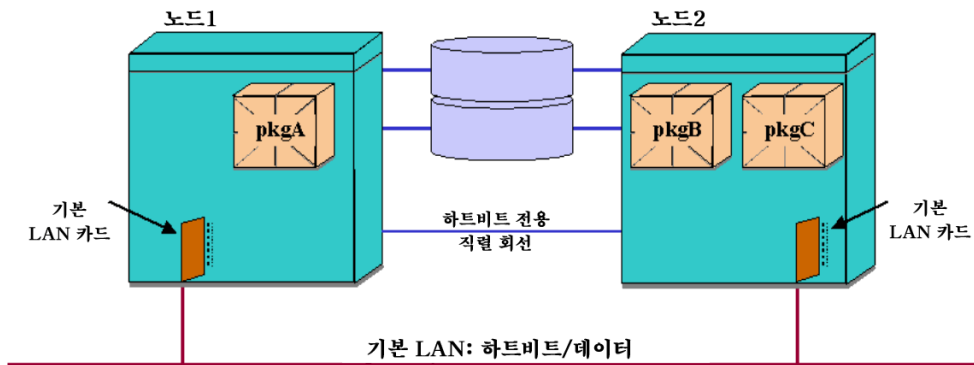 노드1
노드2
pkgA
pkgB
pkgC
기본
LAN 카드
하트비트 전용
직렬 회선
기본
LAN 카드
기본 LAN: 하트비트/데이터